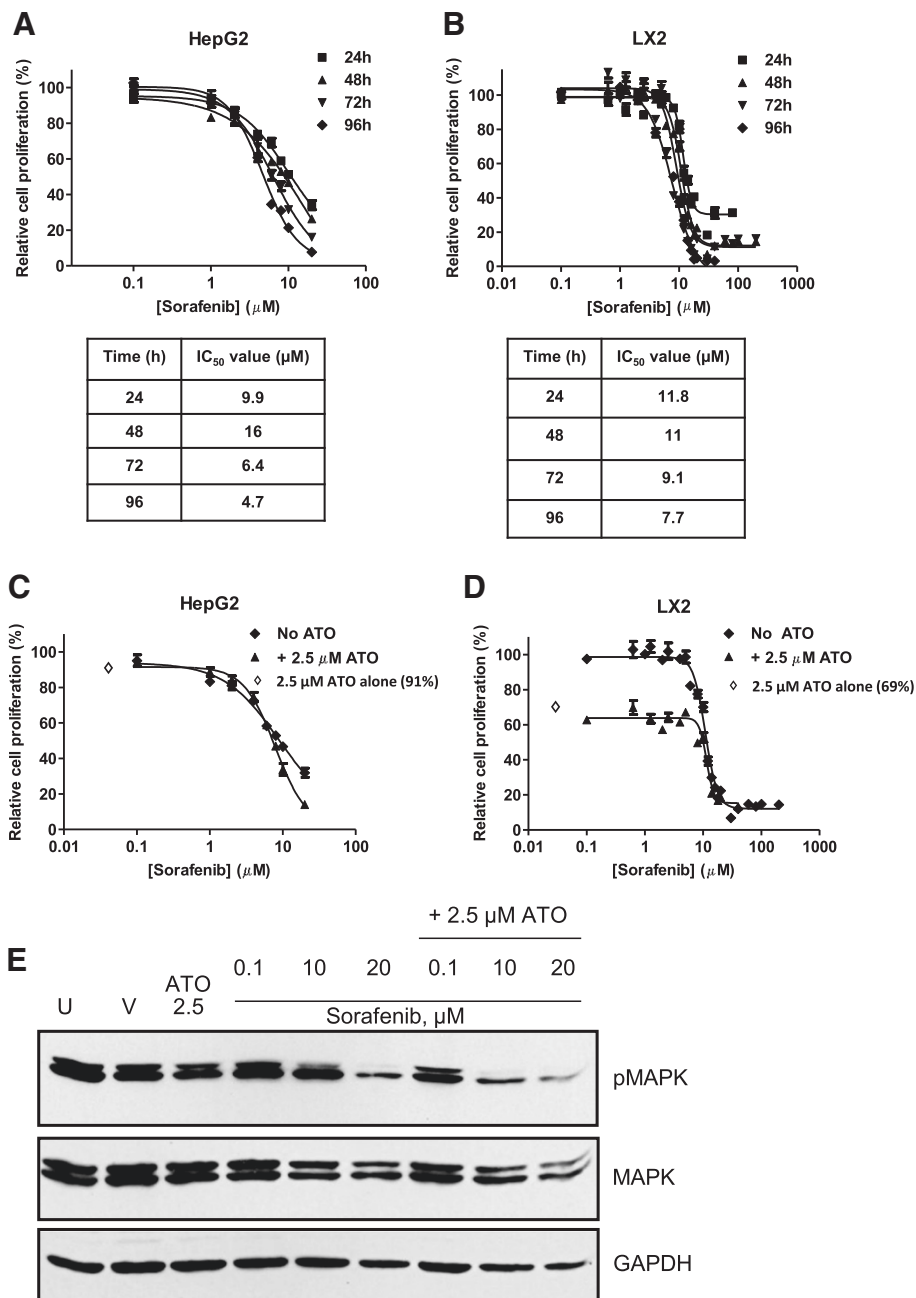 A
HepG2
Relative cell proliferation (%)
100
80
60
40
20
0
0.1
1
10
100
[Sorafenib] (μM)
24h
48h
72h
96h
Time (h) IC50 value (μM)
24 9.9
48 16
72 6.4
96 4.7
B
LX2
Relative cell proliferation (%)
100
80
60
40
20
0
0.01
0.1
1
10
100
1000
[Sorafenib] (μM)
24h
48h
72h
96h
Time (h) IC50 value (μM)
24 11.8
48 11
72 9.1
96 7.7
C
HepG2
Relative cell proliferation (%)
100
80
60
40
20
0
0.01
0.1
1
10
100
[Sorafenib] (μM)
No ATO
+ 2.5 μM ATO
2.5 μM ATO alone (91%)
D
LX2
Relative cell proliferation (%)
100
80
60
40
20
0
0.01
0.1
1
10
100
1000
[Sorafenib] (μM)
No ATO
+ 2.5 μM ATO
2.5 μM ATO alone (69%)
E
+ 2.5 μM ATO
U V ATO 2.5 0.1 10 20 0.1 10 20
Sorafenib, μM
pMAPK
MAPK
GAPDH